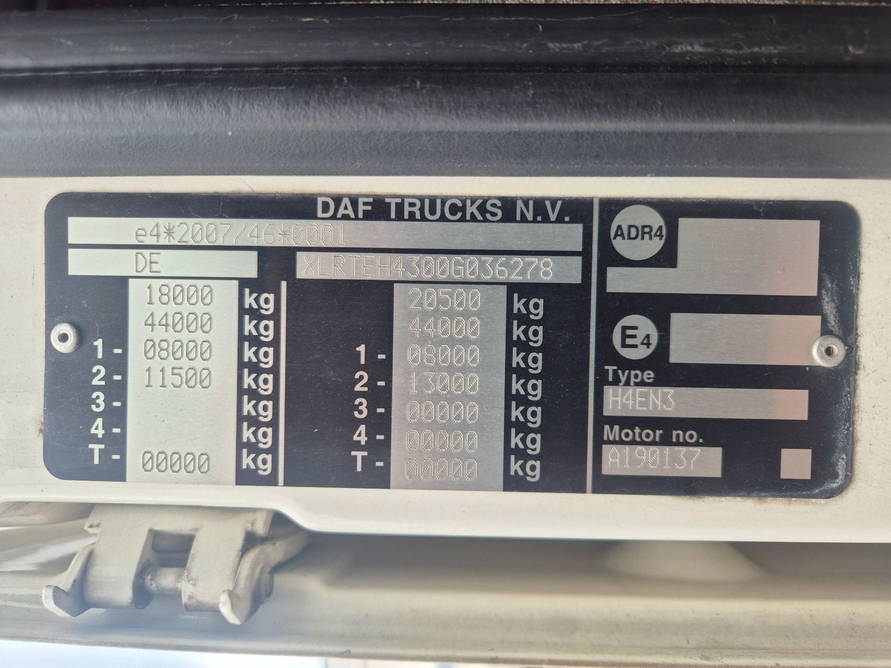 DAF TRUCKS N.V.
e4*2007/46*0001
DE
XLRTEH4300G036278
18000 kg
44000 kg
1- 08000 kg
2- 11500 kg
3- kg
4- kg
T- 00000 kg
20500 kg
44000 kg
1- 08000 kg
2- 13000 kg
3- 00000 kg
4- 00000 kg
T- 00000 kg
ADR4
E4
Type
H4EN3
Motor no.
A190137